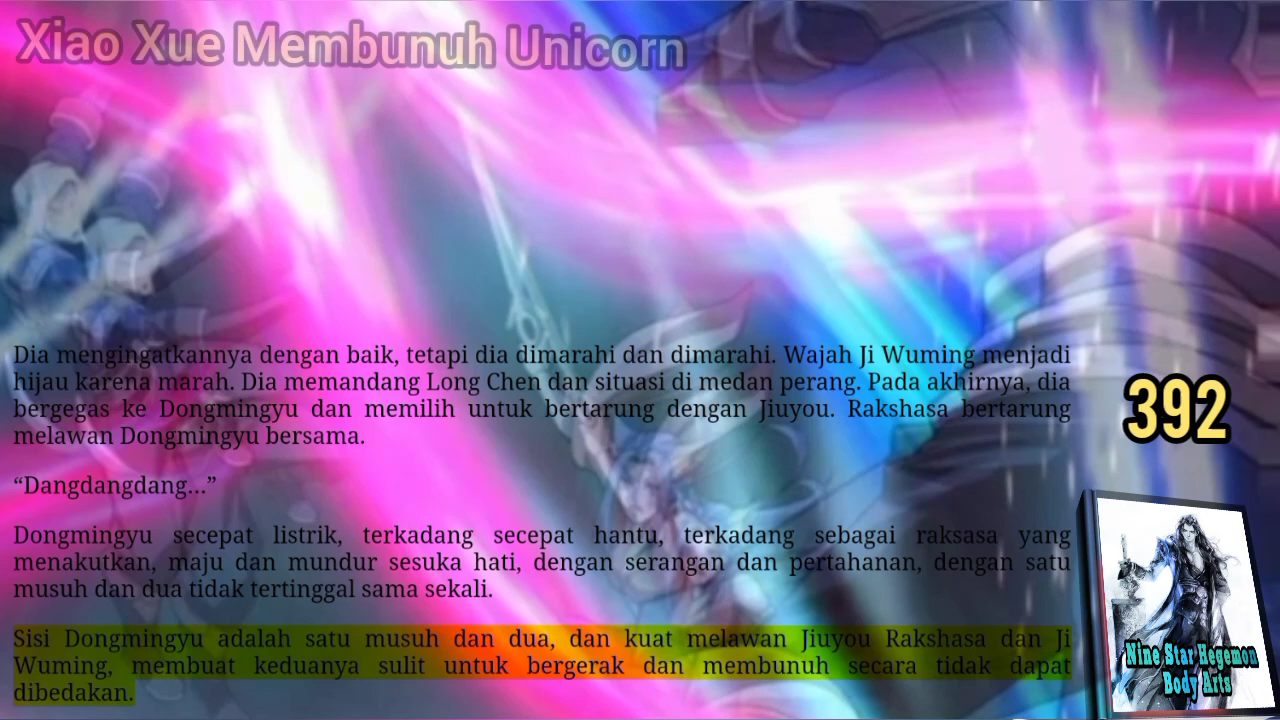 Xiao Xue Membunuh Unicorn
Dia mengingatkannya dengan baik, tetapi dia dimarahi dan dimarahi. Wajah Ji Wuming menjadi
hijau karena marah. Dia memandang Long Chen dan situasi di medan perang. Pada akhirnya, dia
bergegas ke Dongmingyu dan memilih untuk bertarung dengan Jiuyou. Rakshasa bertarung
melawan Dongmingyu bersama.
“Dangdangdang...”
Dongmingyu secepat listrik, terkadang secepat hantu, terkadang sebagai raksasa yang
menakutkan, maju dan mundur sesuka hati, dengan serangan dan pertahanan, dengan satu
musuh dan dua tidak tertinggal sama sekali.
Sisi Dongmingyu adalah satu musuh dan dua, dan kuat melawan Jiuyou Rakshasa dan Ji
Wuming, membuat keduanya sulit untuk bergerak dan membunuh secara tidak dapat
dibedakan.
392
Nine Star Hegemon
Body Arts